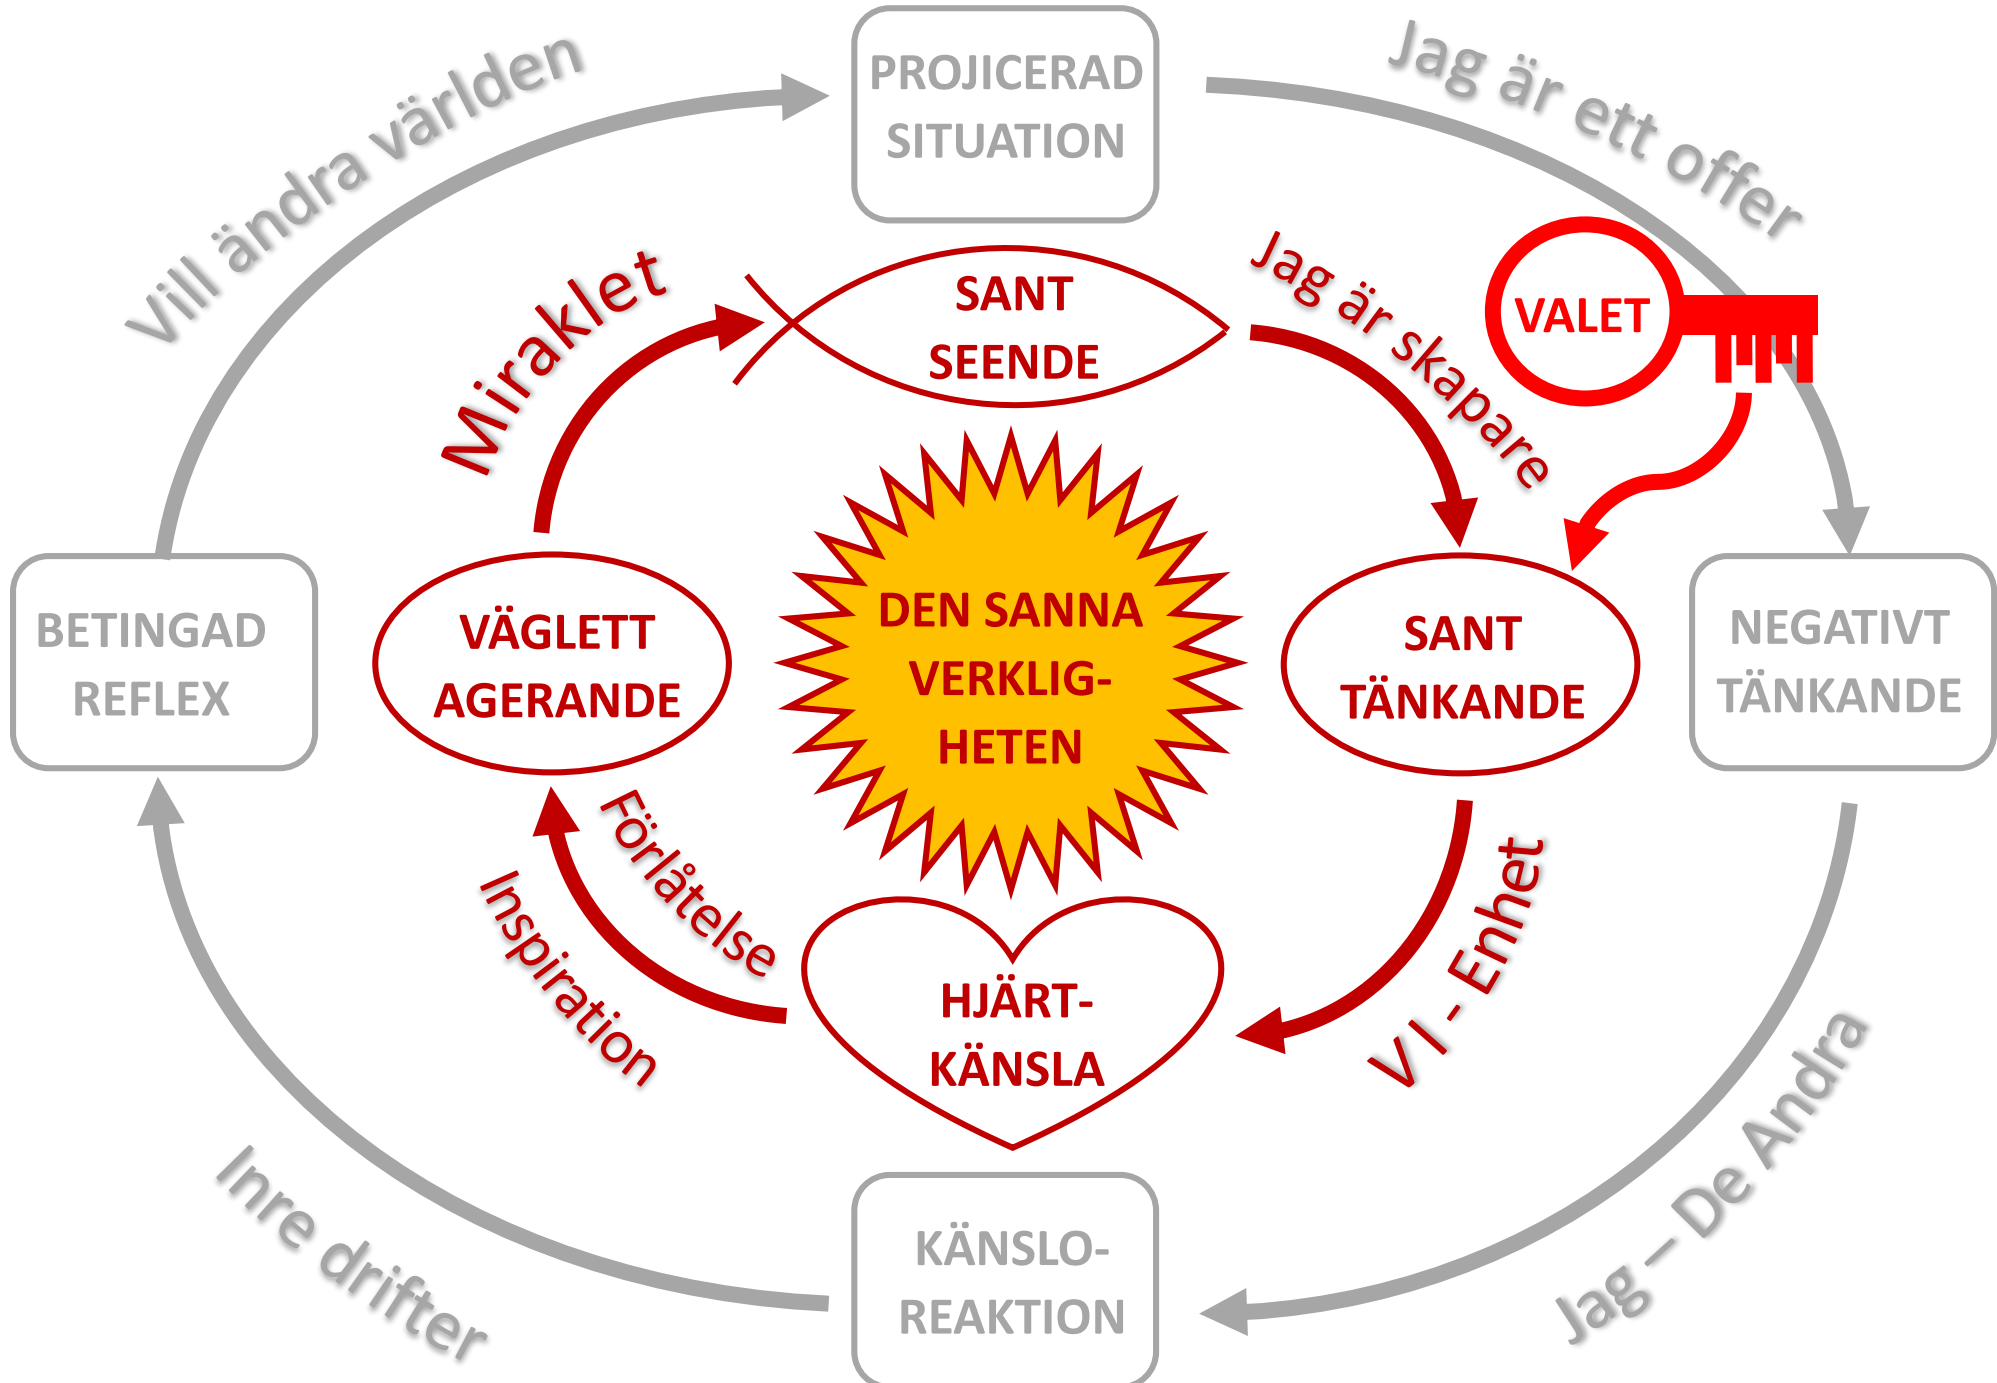 Vill ändra världen
PROJICERAD
SITUATION
Jag är ett offer
Miraklet
SANT
SEENDE
Jag är skapare
VALET
BETINGAD
REFLEX
VÄGLETT
AGERANDE
DEN SANNA
VERKLIG-
HETEN
SANT
TÄNKANDE
NEGATIVT
TÄNKANDE
Förlåtelse
Inspiration
HJÄRT-
KÄNSLA
V I - Enhet
Inre drifter
KÄNSLO-
REAKTION
Jag – De Andra